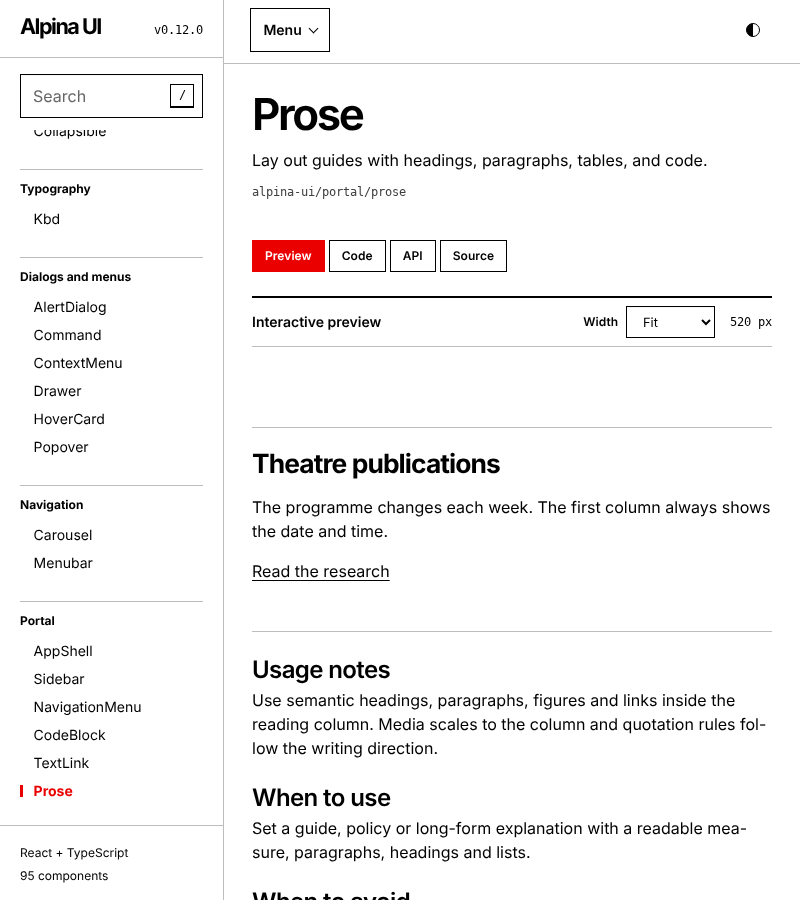 Alpina UI
v0.12.0
Search
/
Collapsible
Typography
Kbd
Dialogs and menus
AlertDialog
Command
ContextMenu
Drawer
HoverCard
Popover
Navigation
Carousel
Menubar
Portal
AppShell
Sidebar
NavigationMenu
CodeBlock
TextLink
Prose
React + TypeScript
95 components
Menu
Prose
Lay out guides with headings, paragraphs, tables, and code.
alpina-ui/portal/prose
Preview
Code
API
Source
Interactive preview
Width
Fit
520 px
Theatre publications
The programme changes each week. The first column always shows
the date and time.
Read the research
Usage notes
Use semantic headings, paragraphs, figures and links inside the
reading column. Media scales to the column and quotation rules fol-
low the writing direction.
When to use
Set a guide, policy or long-form explanation with a readable mea-
sure, paragraphs, headings and lists.
When to avoid